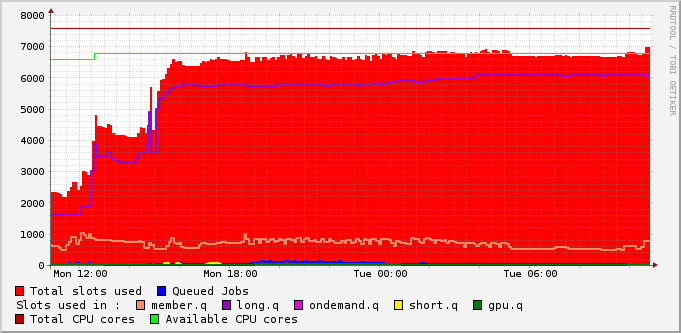 RRDTOOL / TOBI OETIKER
8000
7000
6000
5000
4000
3000
2000
1000
0
Mon 12:00 Mon 18:00 Tue 00:00 Tue 06:00
Total slots used Queued Jobs
Slots used in : member.q long.q ondemand.q short.q gpu.q
Total CPU cores Available CPU cores